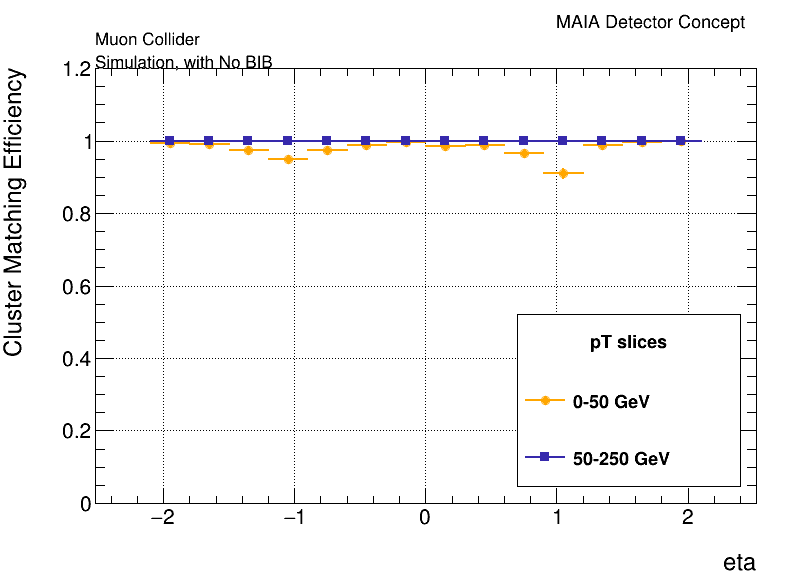 MAIA Detector Concept
Muon Collider
Simulation, with No BIB
Cluster Matching Efficiency
1.2
1
0.8
0.6
0.4
0.2
0
−2
−1
0
1
2
eta
pT slices
0-50 GeV
50-250 GeV